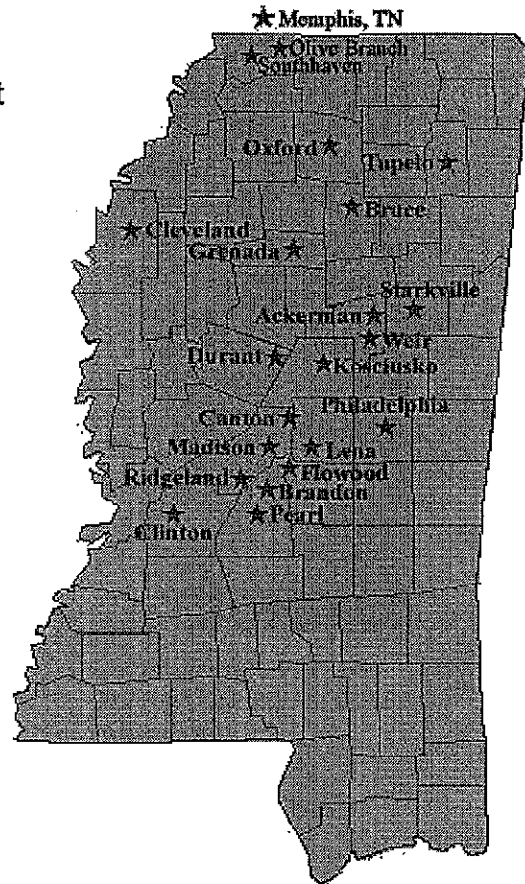 Memphis, TN
Olive Branch
Southhaven
t
Oxford
Tupelo
Bruce
Cleveland
Grenada
Starkville
Ackerman
Weir
Durant
Kosciusko
Canton
Philadelphia
Madison
Lena
Flowood
Ridgeland
Brandon
Pearl
Clinton